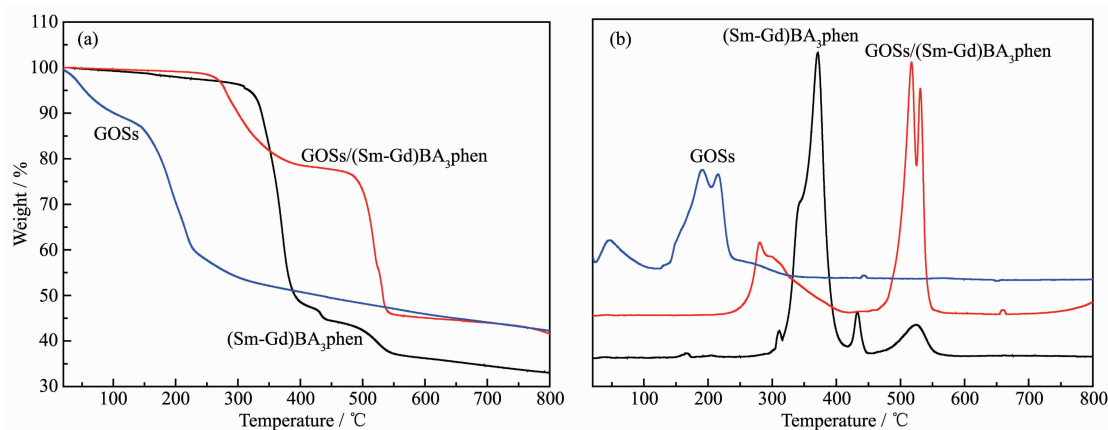 (a)
110
100
90
80
70
60
50
40
30
Weight / %
GOSs
GOSs/(Sm-Gd)BA₃phen
(Sm-Gd)BA₃phen
0
100
200
300
400
500
600
700
800
Temperature / ℃
(b)
(Sm-Gd)BA₃phen
GOSs/(Sm-Gd)BA₃phen
GOSs
100
200
300
400
500
600
700
800
Temperature / ℃